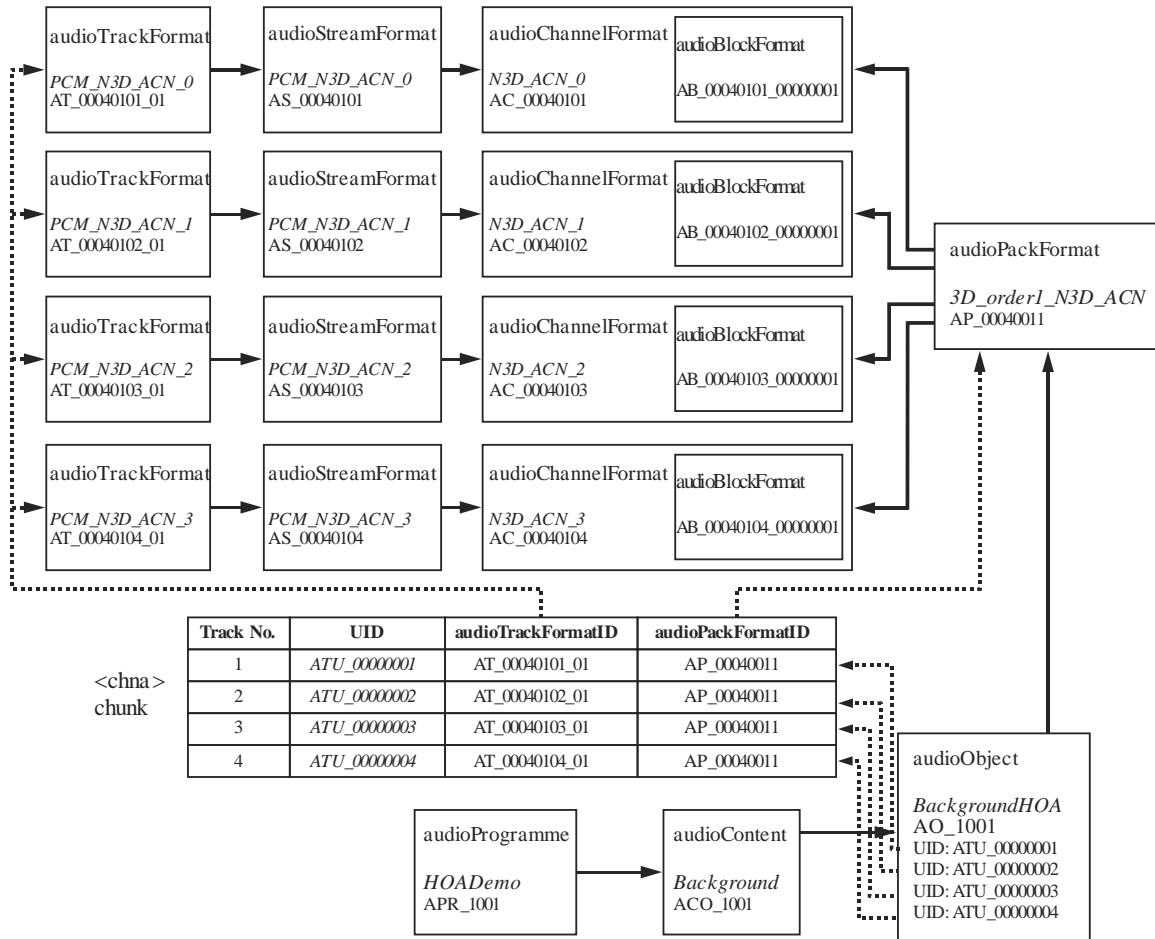 audioTrackFormat
PCM_N3D_ACN_0
AT_00040101_01
audioStreamFormat
PCM_N3D_ACN_0
AS_00040101
audioChannelFormat
N3D_ACN_0
AC_00040101
audioBlockFormat
AB_00040101_00000001
audioTrackFormat
PCM_N3D_ACN_1
AT_00040102_01
audioStreamFormat
PCM_N3D_ACN_1
AS_00040102
audioChannelFormat
N3D_ACN_1
AC_00040102
audioBlockFormat
AB_00040102_00000001
audioPackFormat
3D_order1_N3D_ACN
AP_00040011
audioTrackFormat
PCM_N3D_ACN_2
AT_00040103_01
audioStreamFormat
PCM_N3D_ACN_2
AS_00040103
audioChannelFormat
N3D_ACN_2
AC_00040103
audioBlockFormat
AB_00040103_00000001
audioTrackFormat
PCM_N3D_ACN_3
AT_00040104_01
audioStreamFormat
PCM_N3D_ACN_3
AS_00040104
audioChannelFormat
N3D_ACN_3
AC_00040104
audioBlockFormat
AB_00040104_00000001
<chna>
chunk
Track No. UID audioTrackFormatID audioPackFormatID
1 ATU_00000001 AT_00040101_01 AP_00040011
2 ATU_00000002 AT_00040102_01 AP_00040011
3 ATU_00000003 AT_00040103_01 AP_00040011
4 ATU_00000004 AT_00040104_01 AP_00040011
audioProgramme
HOADemo
APR_1001
audioContent
Background
ACO_1001
audioObject
BackgroundHOA
AO_1001
UID: ATU_00000001
UID: ATU_00000002
UID: ATU_00000003
UID: ATU_00000004